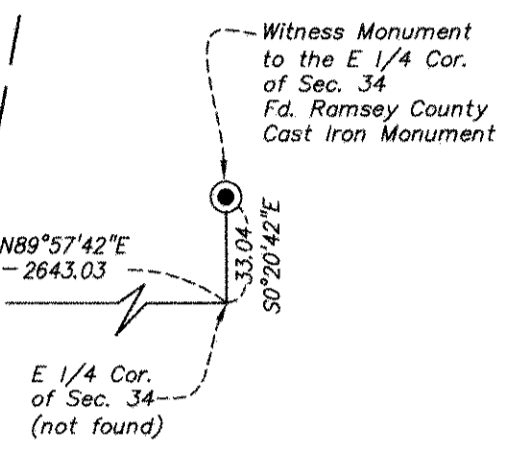 Witness Monument
to the E 1/4 Cor.
of Sec. 34
Fd. Ramsey County
Cast Iron Monument
33.04
S0°20'42"E
N89°57'42"E
2643.03
E 1/4 Cor.
of Sec. 34
(not found)